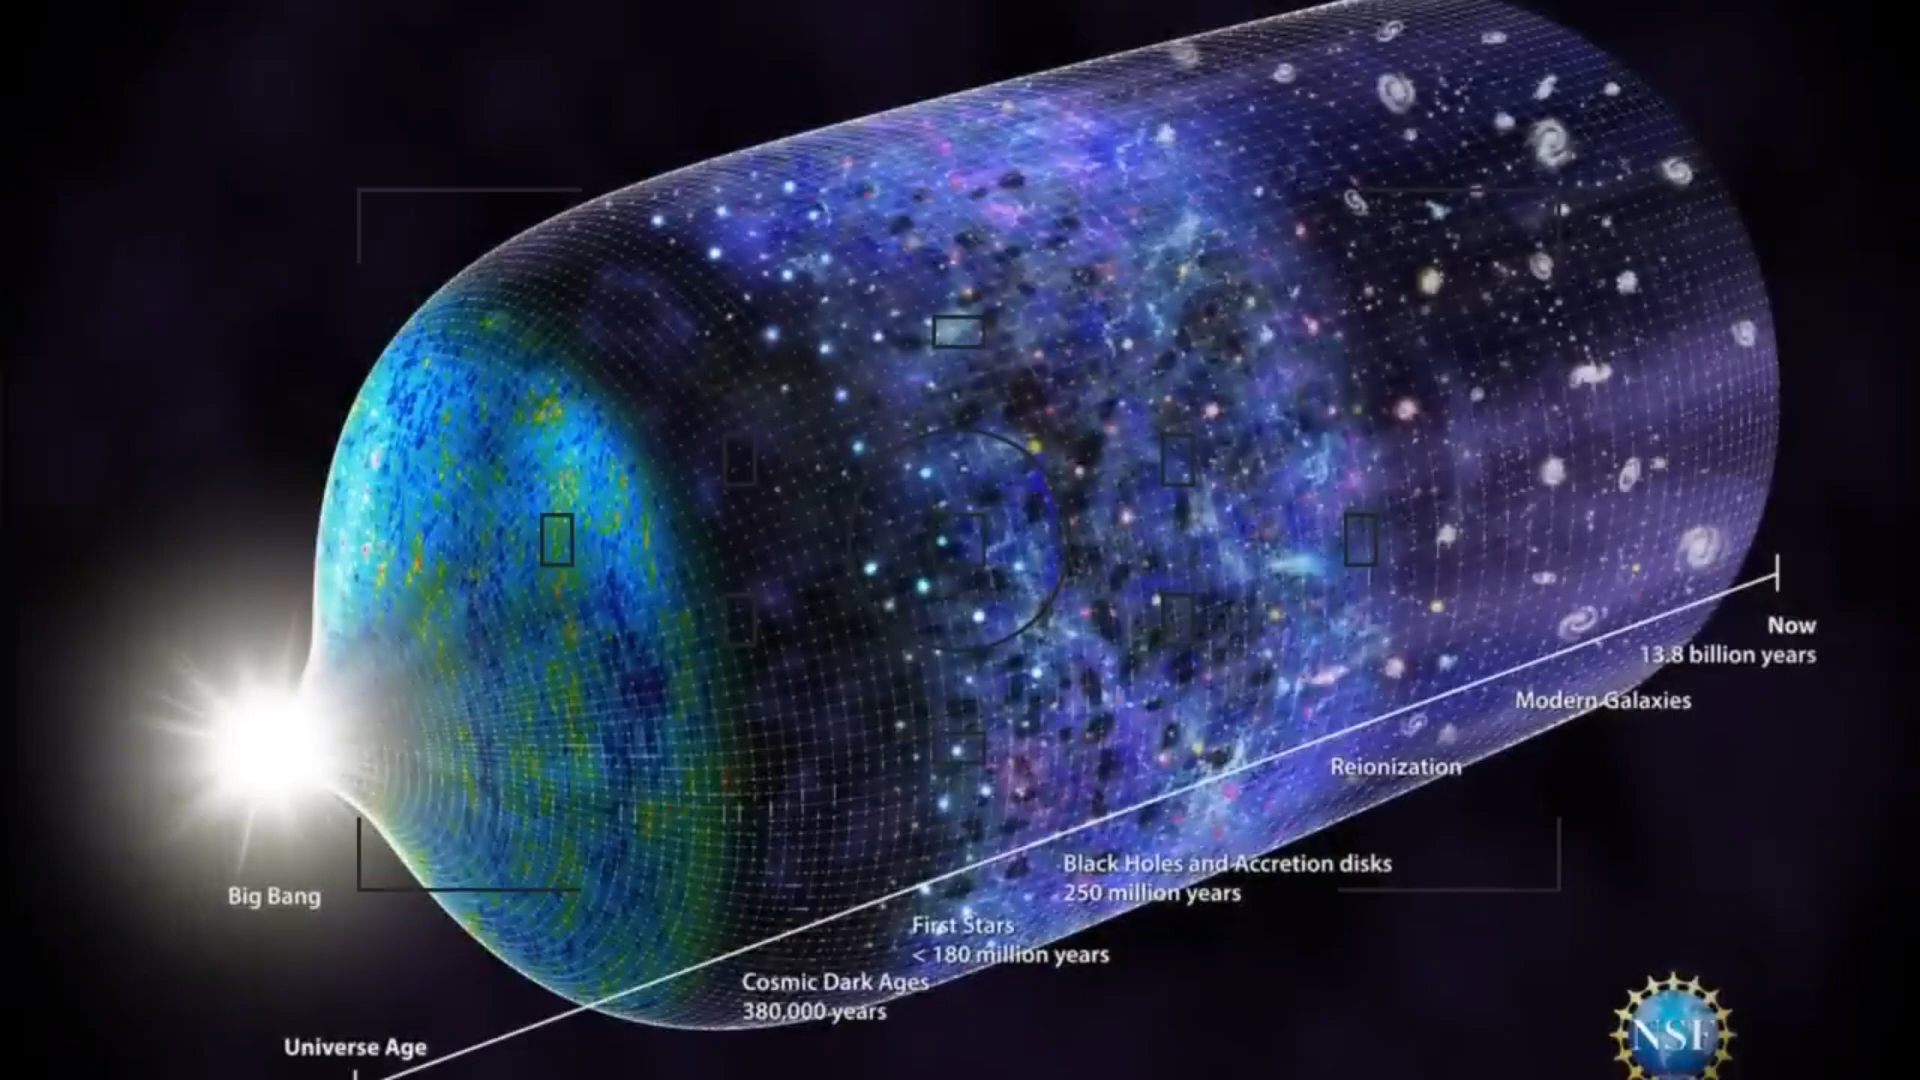 Now
13.8 billion years
Modern Galaxies
Reionization
Black Holes and Accretion disks
250 million years
First Stars
< 180 million years
Cosmic Dark Ages
380,000 years
Big Bang
Universe Age
NSF